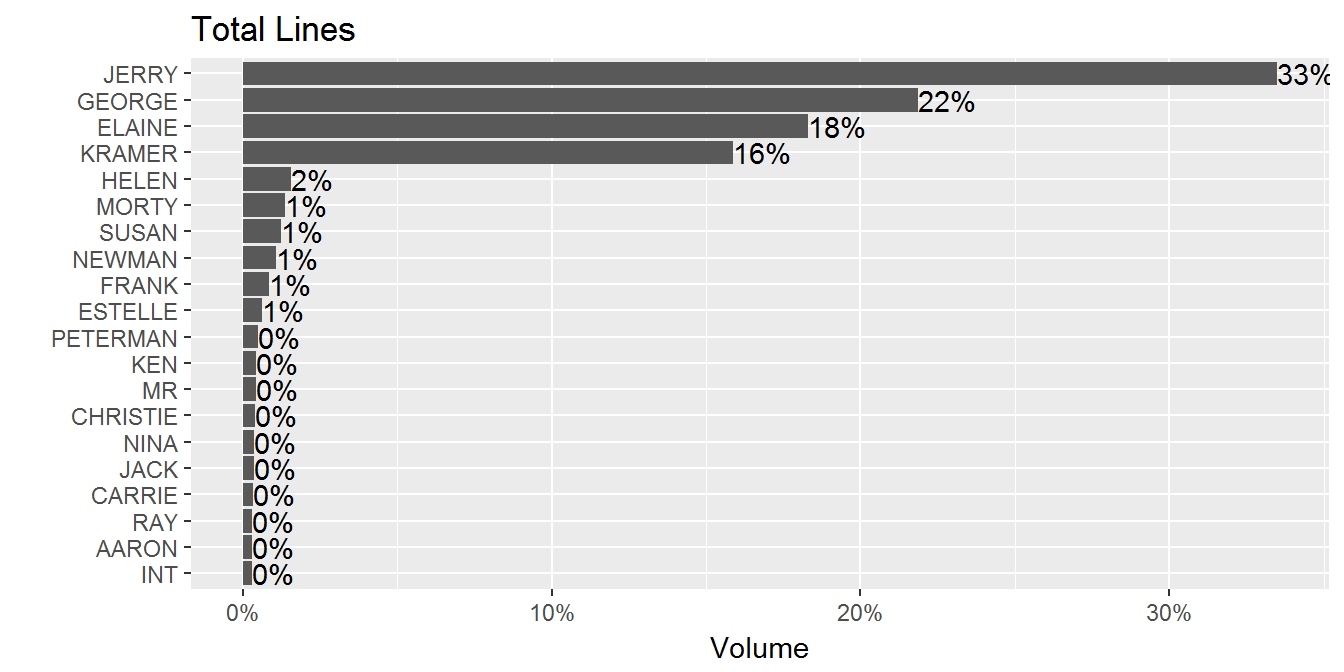 Total Lines
JERRY 33%
GEORGE 22%
ELAINE 18%
KRAMER 16%
HELEN 2%
MORTY 1%
SUSAN 1%
NEWMAN 1%
FRANK 1%
ESTELLE 1%
PETERMAN 0%
KEN 0%
MR 0%
CHRISTIE 0%
NINA 0%
JACK 0%
CARRIE 0%
RAY 0%
AARON 0%
INT 0%
0% 10% 20% 30%
Volume